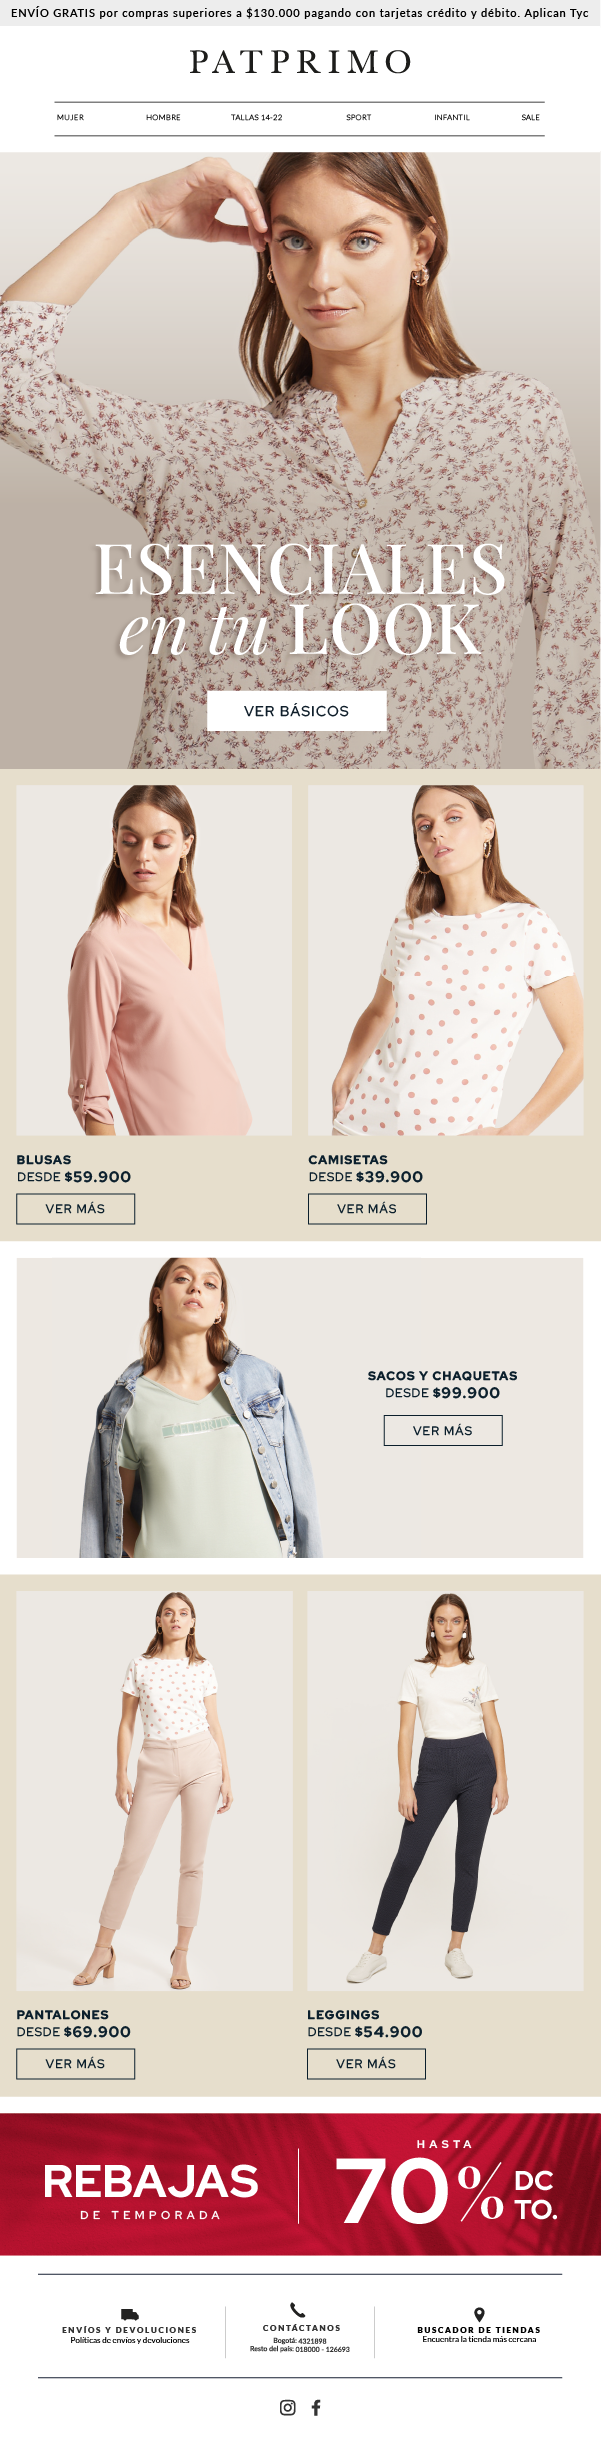 ENVÍO GRATIS por compras superiores a $130.000 pagando con tarjetas crédito y débito. Aplican Tyc
PATPRIMO
MUJER HOMBRE TALLAS 14-22 SPORT INFANTIL SALE
ESENCIALES
en tu LOOK
VER BÁSICOS
BLUSAS
DESDE $59.900
VER MÁS
CAMISETAS
DESDE $39.900
VER MÁS
CELEBRITY
SACOS Y CHAQUETAS
DESDE $99.900
VER MÁS
PANTALONES
DESDE $69.900
VER MÁS
LEGGINGS
DESDE $54.900
VER MÁS
REBAJAS
DE TEMPORADA
HASTA
70% DC
TO.
ENVÍOS Y DEVOLUCIONES
Políticas de envíos y devoluciones
CONTÁCTANOS
Bogotá: 4321898
Resto del país: 018000 - 126693
BUSCADOR DE TIENDAS
Encuentra la tienda más cercana